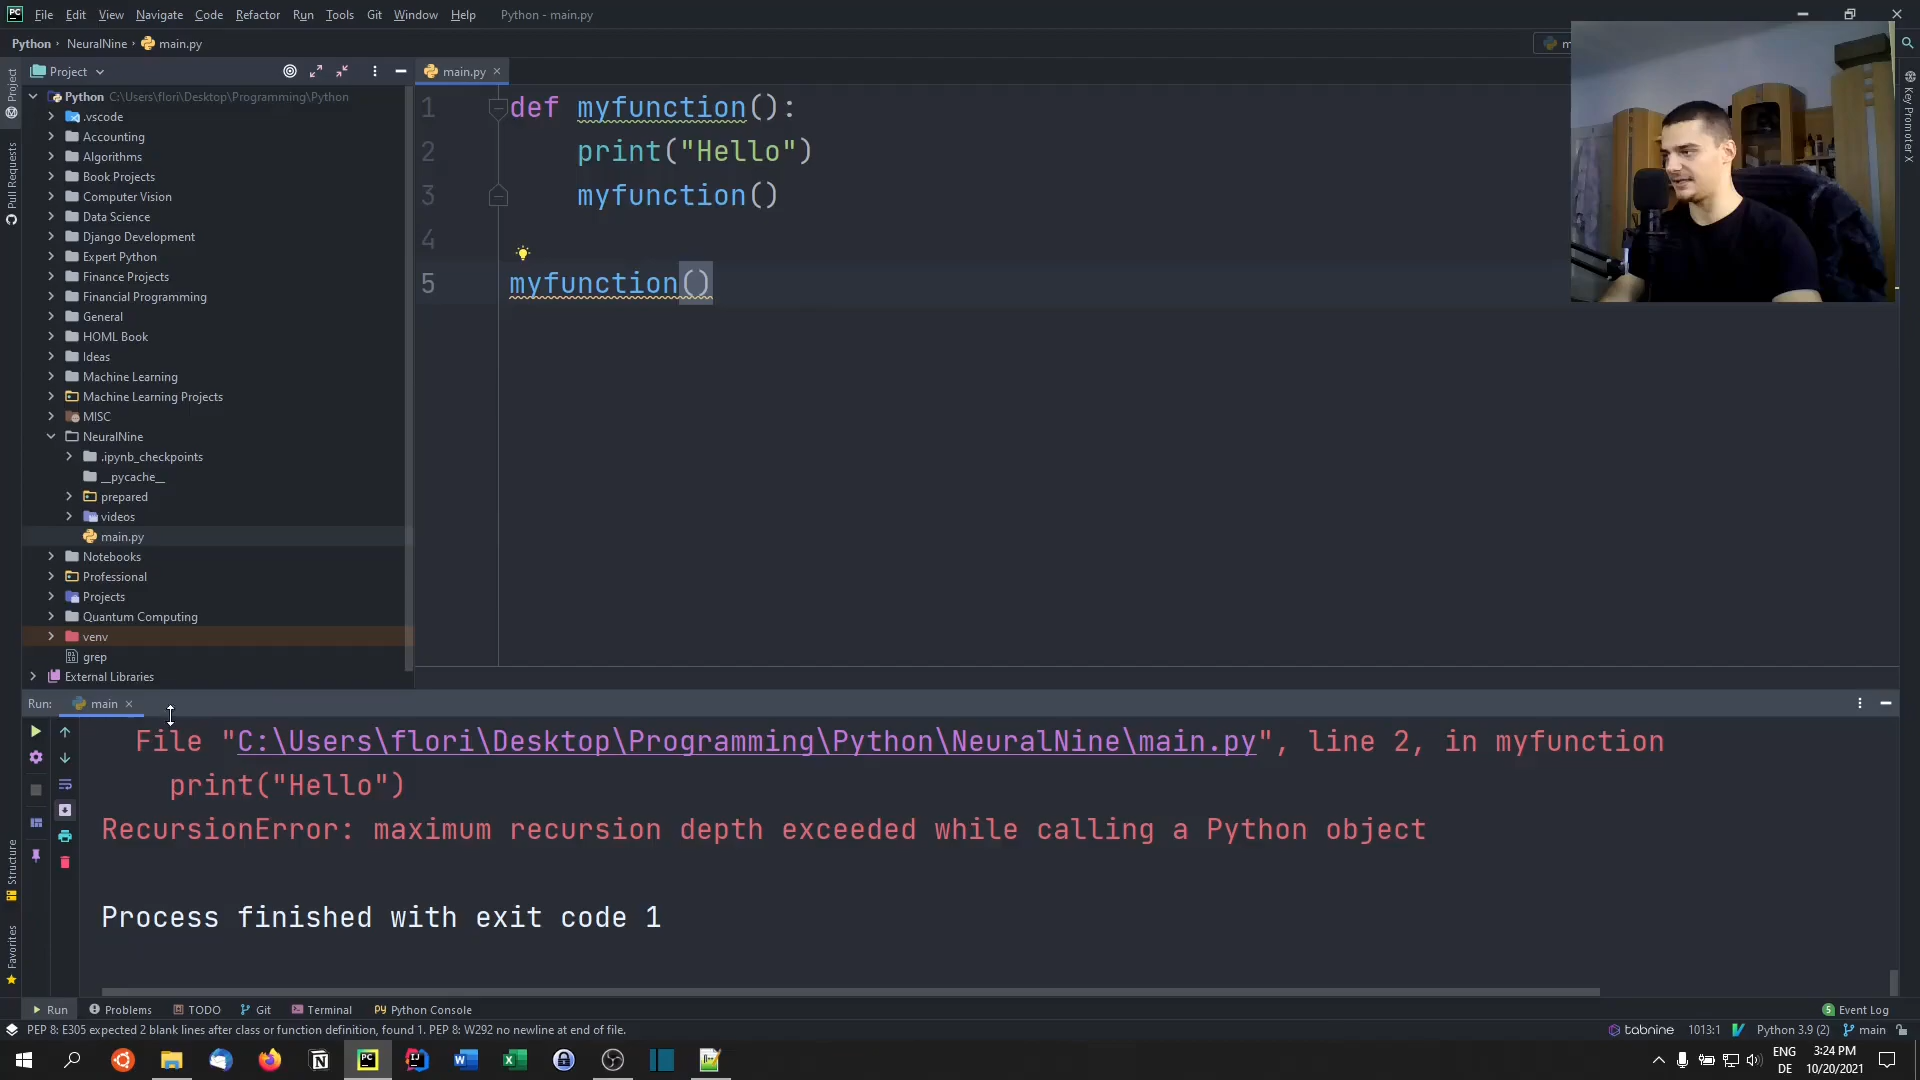 File Edit View Navigate Code Refactor Run Tools Git Window Help Python - main.py
Python NeuralNine main.py
Project
main.py
Python C:\Users\flori\Desktop\Programming\Python
.vscode
Accounting
Algorithms
Book Projects
Computer Vision
Data Science
Django Development
Expert Python
Finance Projects
Financial Programming
General
HOML Book
Ideas
Machine Learning
Machine Learning Projects
MISC
NeuralNine
.ipynb_checkpoints
__pycache__
prepared
videos
main.py
Notebooks
Professional
Projects
Quantum Computing
venv
grep
External Libraries
Project
Pull Requests
Structure
Favorites
Key Promoter X
1 def myfunction():
2 print("Hello")
3 myfunction()
4
5 myfunction()
Run: main
File "C:\Users\flori\Desktop\Programming\Python\NeuralNine\main.py", line 2, in myfunction
print("Hello")
RecursionError: maximum recursion depth exceeded while calling a Python object
Process finished with exit code 1
Run Problems TODO Git Terminal Python Console Event Log
PEP 8: E305 expected 2 blank lines after class or function definition, found 1. PEP 8: W292 no newline at end of file. tabnine 1013:1 Python 3.9 (2) main
ENG 3:24 PM
DE 10/20/2021